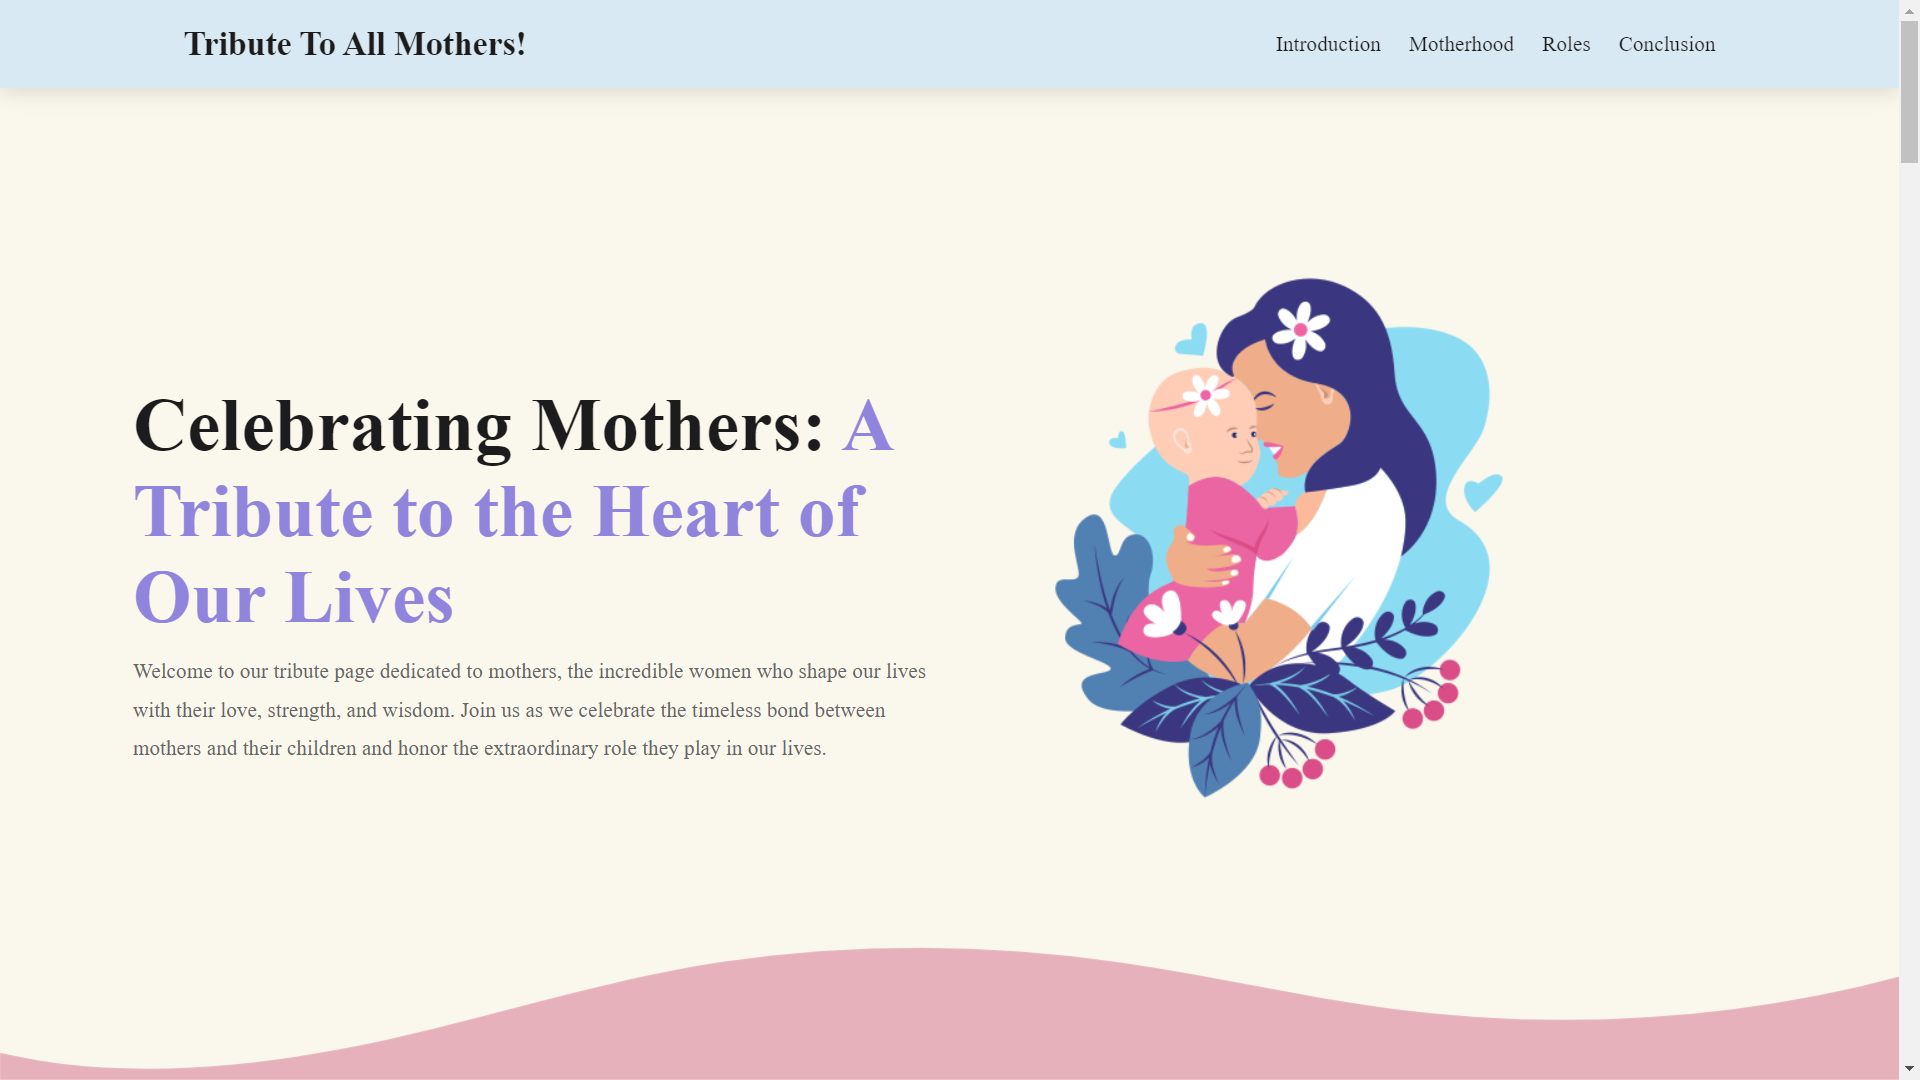 Tribute To All Mothers!
Introduction Motherhood Roles Conclusion
Celebrating Mothers: A
Tribute to the Heart of
Our Lives
Welcome to our tribute page dedicated to mothers, the incredible women who shape our lives
with their love, strength, and wisdom. Join us as we celebrate the timeless bond between
mothers and their children and honor the extraordinary role they play in our lives.